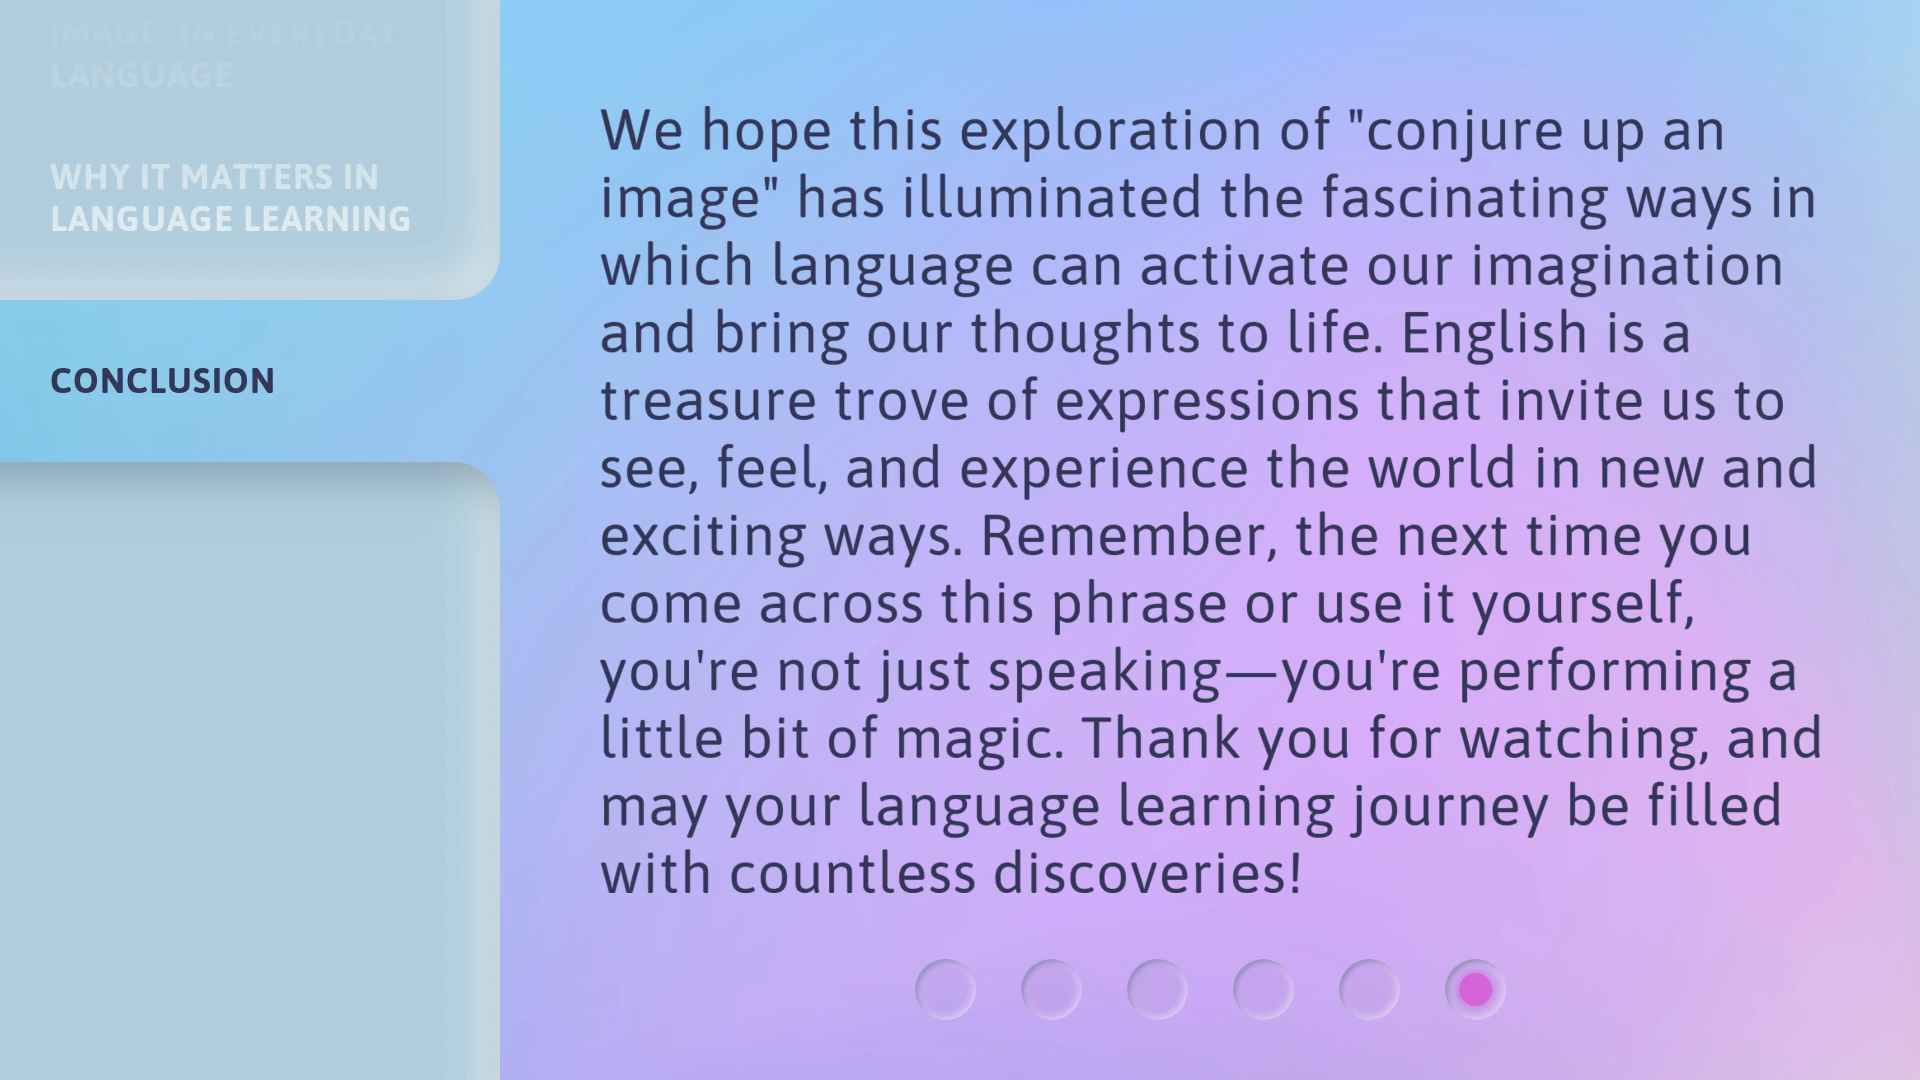 IMAGE" IN EVERYDAY
LANGUAGE
WHY IT MATTERS IN
LANGUAGE LEARNING
CONCLUSION
We hope this exploration of "conjure up an
image" has illuminated the fascinating ways in
which language can activate our imagination
and bring our thoughts to life. English is a
treasure trove of expressions that invite us to
see, feel, and experience the world in new and
exciting ways. Remember, the next time you
come across this phrase or use it yourself,
you're not just speaking—you're performing a
little bit of magic. Thank you for watching, and
may your language learning journey be filled
with countless discoveries!